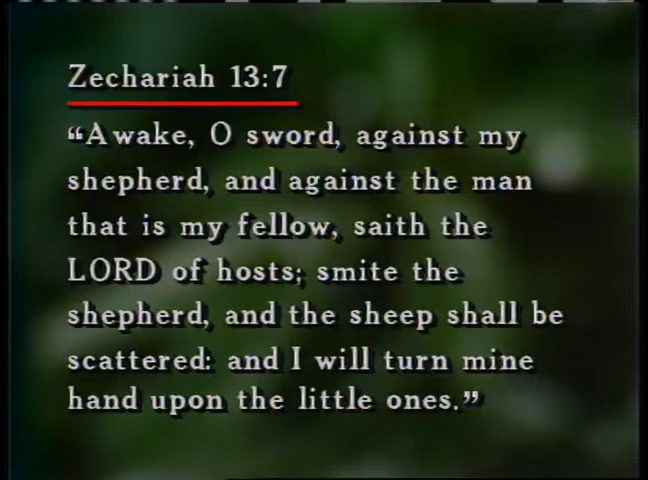 Zechariah 13:7
“Awake, O sword, against my
shepherd, and against the man
that is my fellow, saith the
LORD of hosts; smite the
shepherd, and the sheep shall be
scattered: and I will turn mine
hand upon the little ones.”